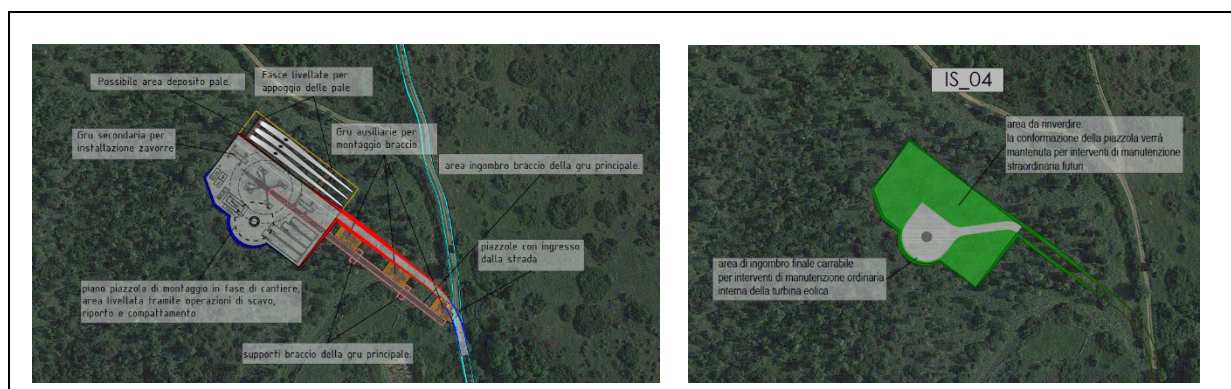 Possibile area deposito pale.
Fasce livellate per
appoggio delle pale
Gru secondaria per
installazione zavorre
Gru ausiliarie per
montaggio braccio
area ingombro braccio della gru principale.
piazzole con ingresso
dalla strada
piano piazzola di montaggio in fase di cantiere,
area livellata tramite operazioni di scavo,
riporto e compattamento
supporti braccio della gru principale.
IS_04
area da rinverdire.
la conformazione della piazzola verrà
mantenuta per interventi di manutenzione
straordinaria futuri
area di ingombro finale carrabile
per interventi di manutenzione ordinaria
interna della turbina eolica